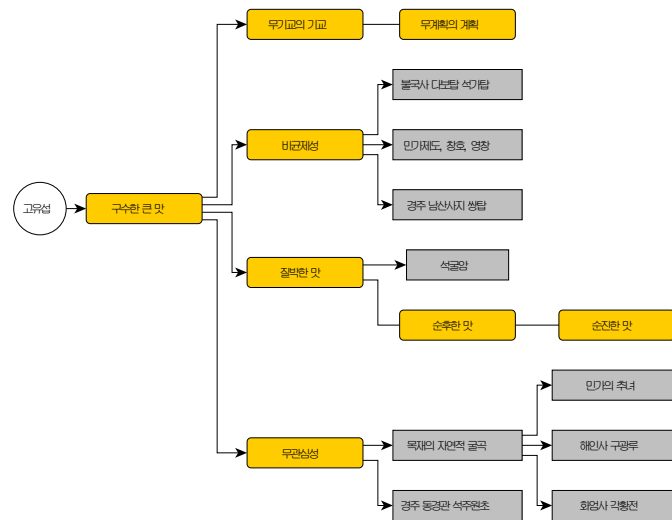 무기교의 기교
무계획의 계획
불국사 다보탑 석가탑
비균제성
민가제도, 창호, 영창
경주 남산사지 쌍탑
고유섭
구수한 큰 맛
질박한 맛
석굴암
순후한 맛
순진한 맛
민가의 추녀
무관심성
목재의 자연적 굴곡
해인사 구광루
경주 동경관 석주원초
화엄사 각황전